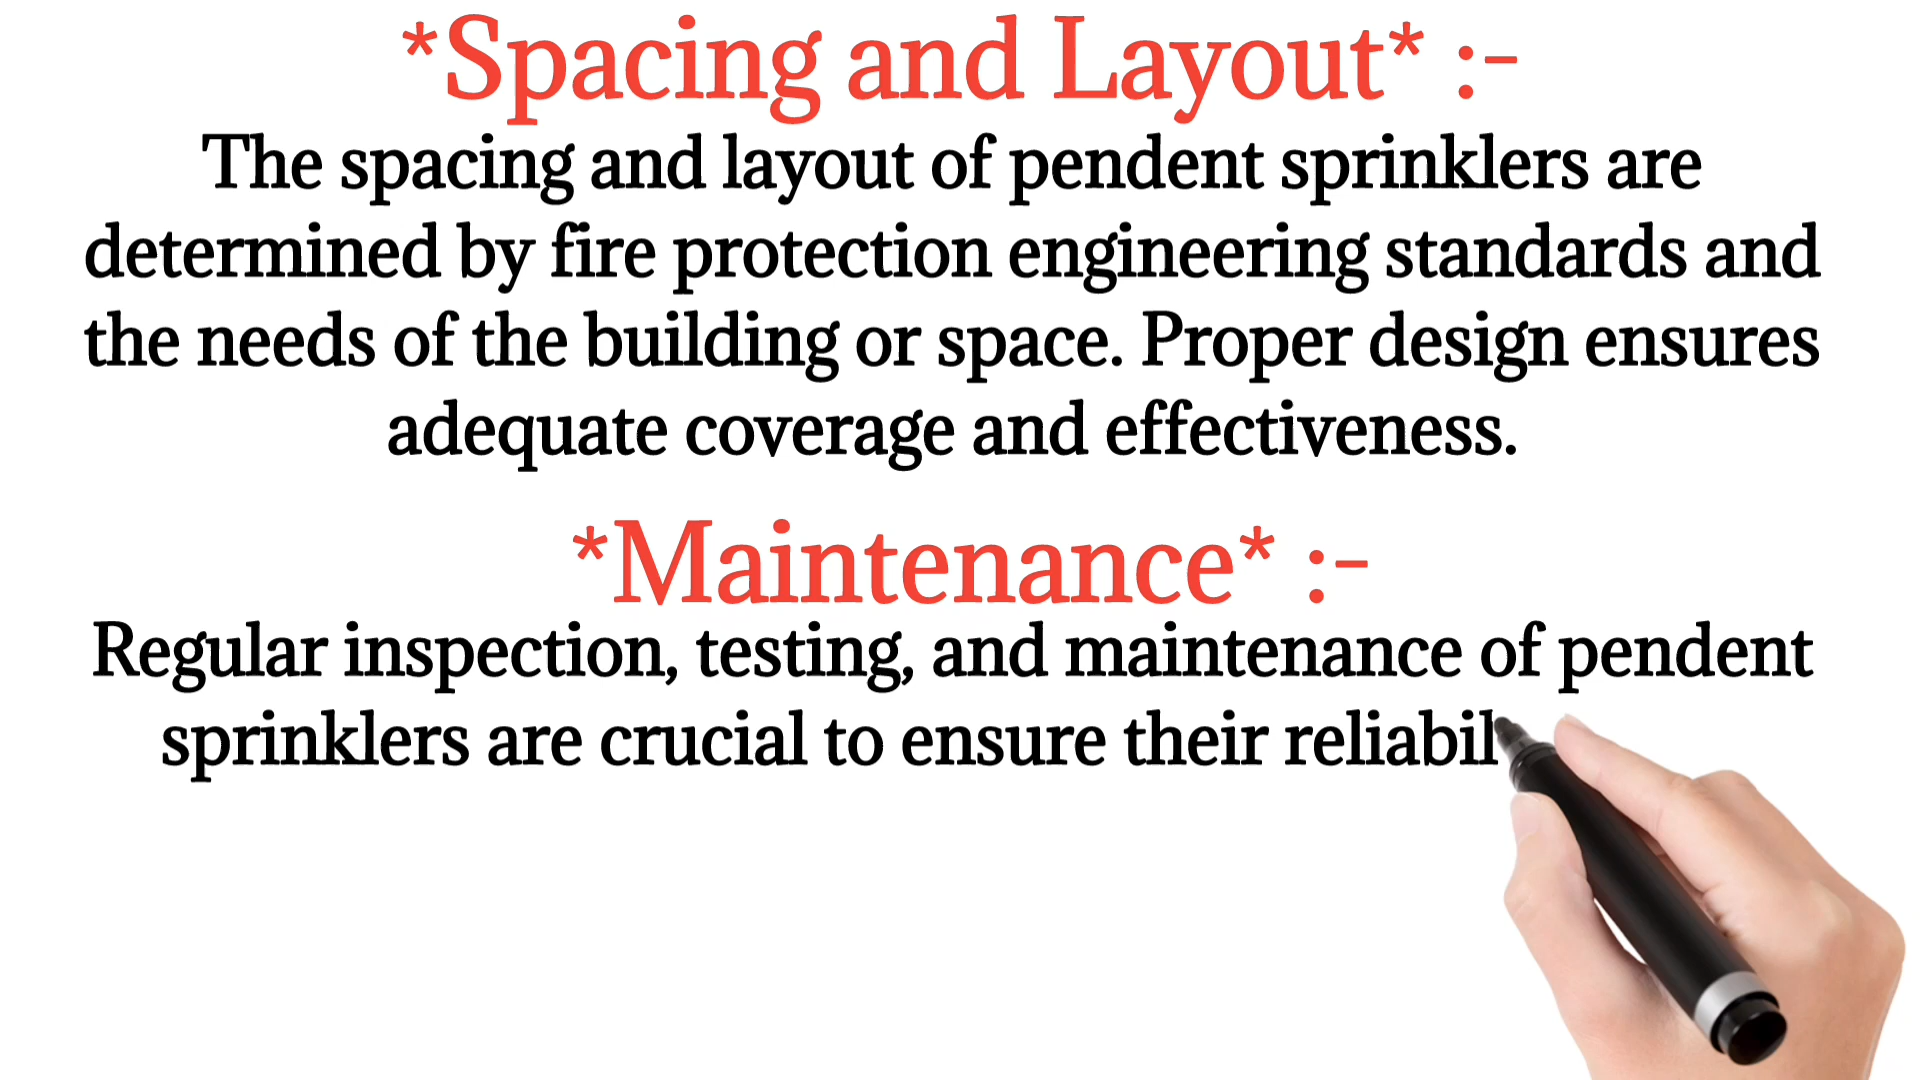 *Spacing and Layout* :-
The spacing and layout of pendent sprinklers are
determined by fire protection engineering standards and
the needs of the building or space. Proper design ensures
adequate coverage and effectiveness.
*Maintenance* :-
Regular inspection, testing, and maintenance of pendent
sprinklers are crucial to ensure their reliabil